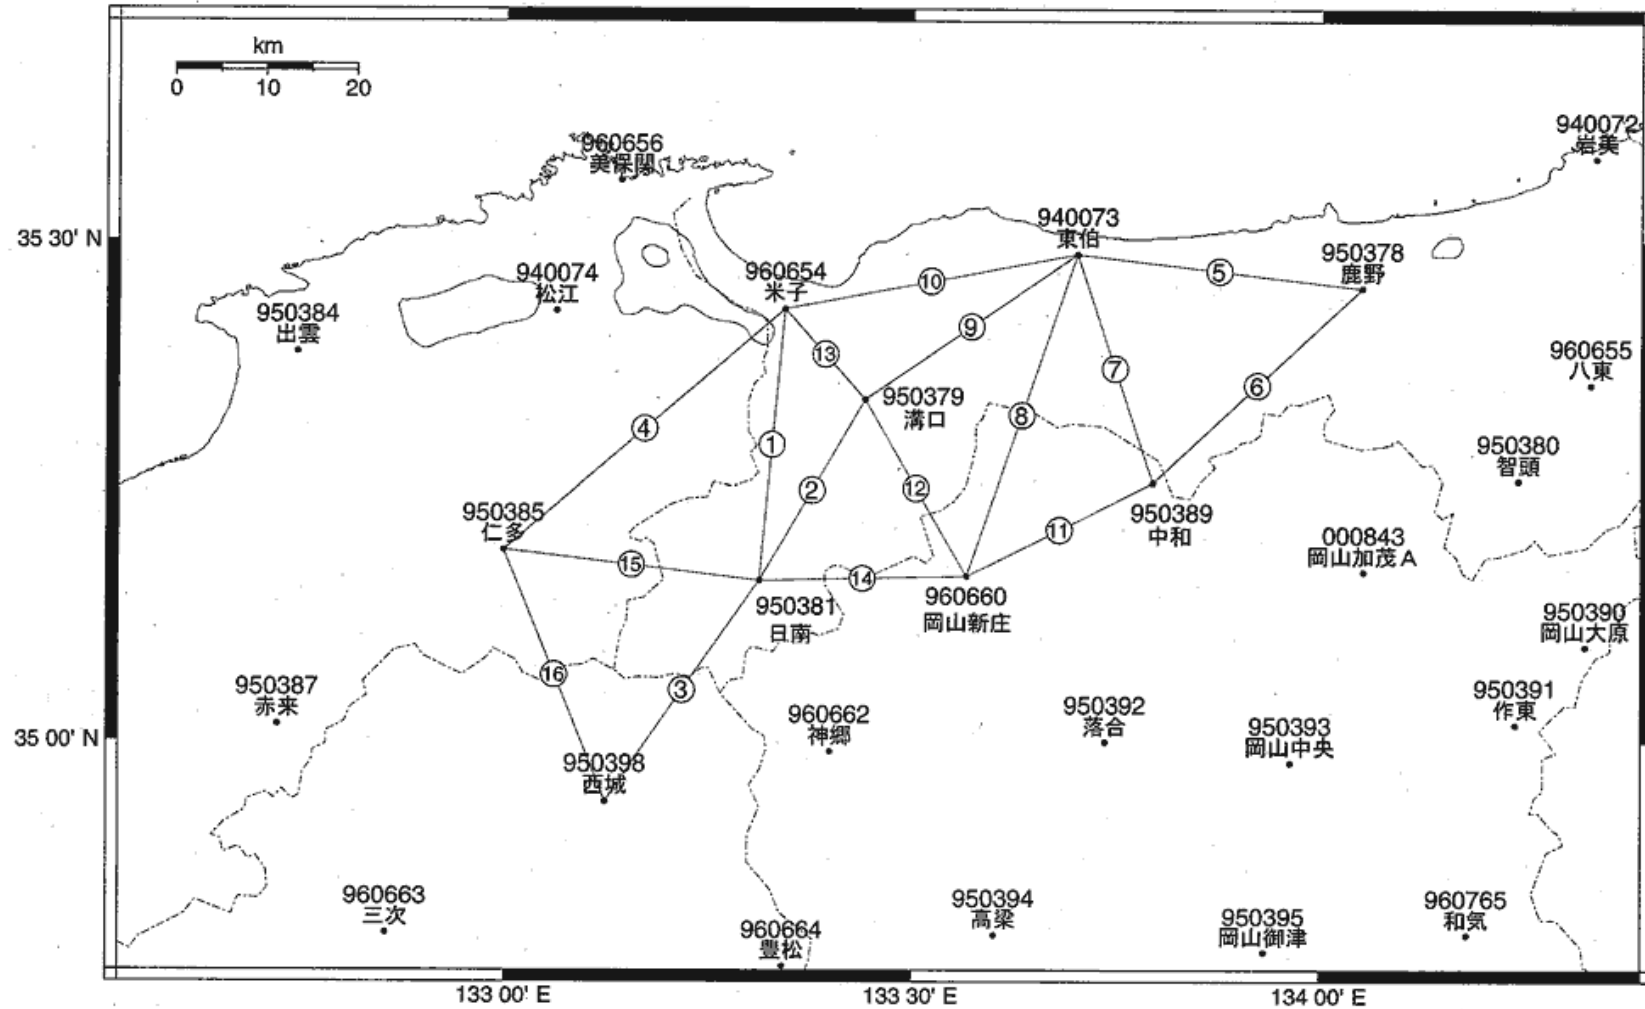 km
0 10 20
940072
岩美
960656
美保関
35 30' N
940073
東伯
950378
鹿野
940074
松江
960654
米子
950384
出雲
⑩
⑤
⑨
⑬
960655
八東
⑦
⑥
950379
溝口
⑧
④
①
950380
智頭
②
⑫
950385
仁多
950389
中和
⑪
000843
岡山加茂A
⑮
⑭
950381
日南
960660
岡山新庄
950390
岡山大原
⑯
③
950387
赤来
960662
神郷
950392
落合
950393
岡山中央
950391
作東
35 00' N
950398
西城
960663
三次
960664
豊松
950394
高梁
950395
岡山御津
960765
和気
133 00' E
133 30' E
134 00' E